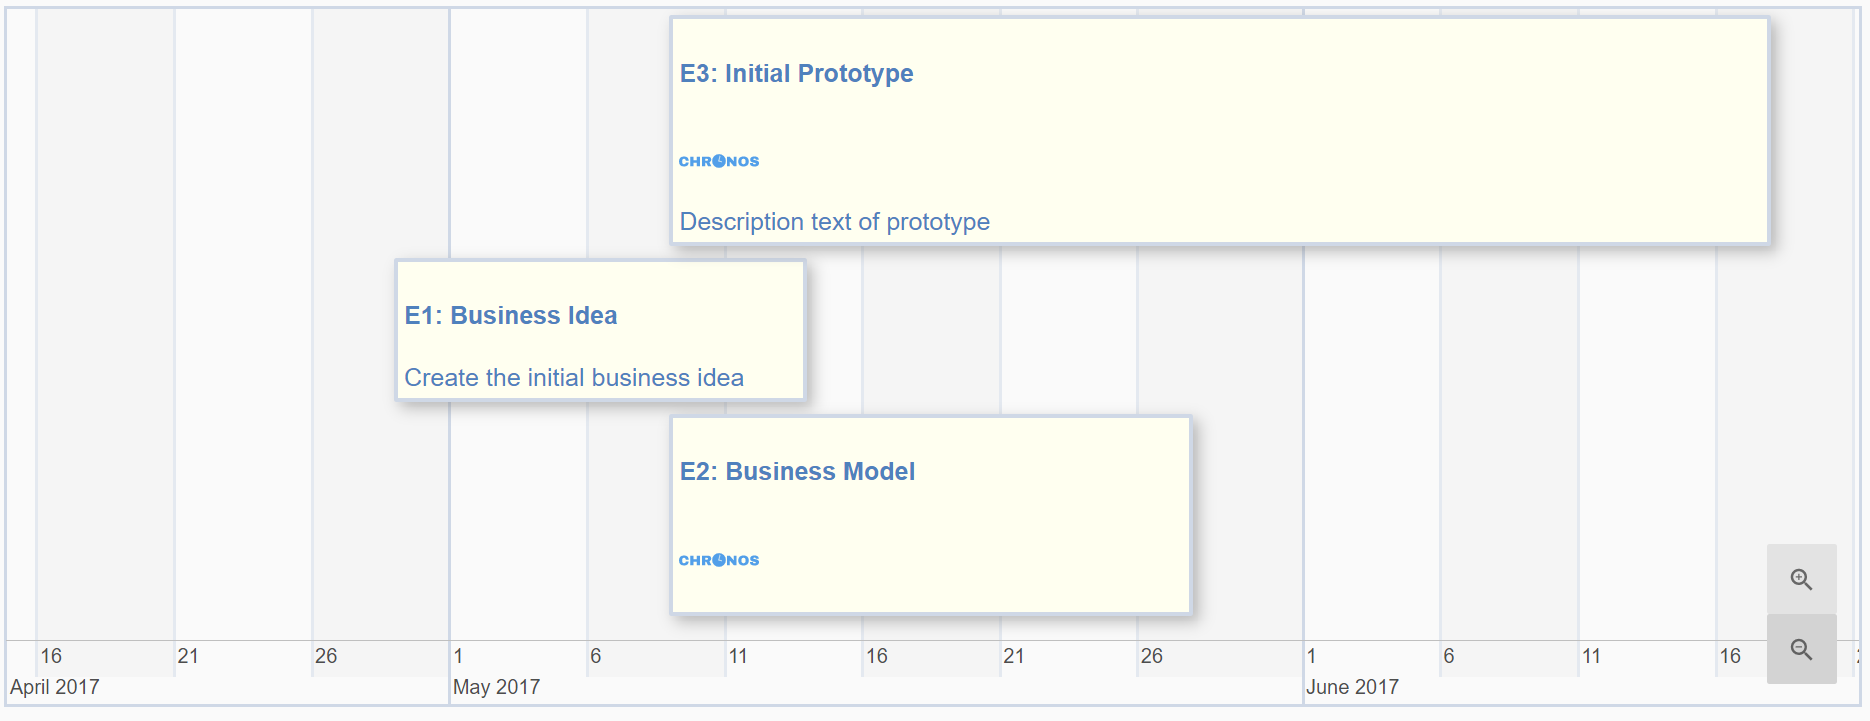 E3: Initial Prototype
CHRONOS
Description text of prototype
E1: Business Idea
Create the initial business idea
E2: Business Model
CHRONOS
16 21 26 1 6 11 16 21 26 1 6 11 16
April 2017 May 2017 June 2017